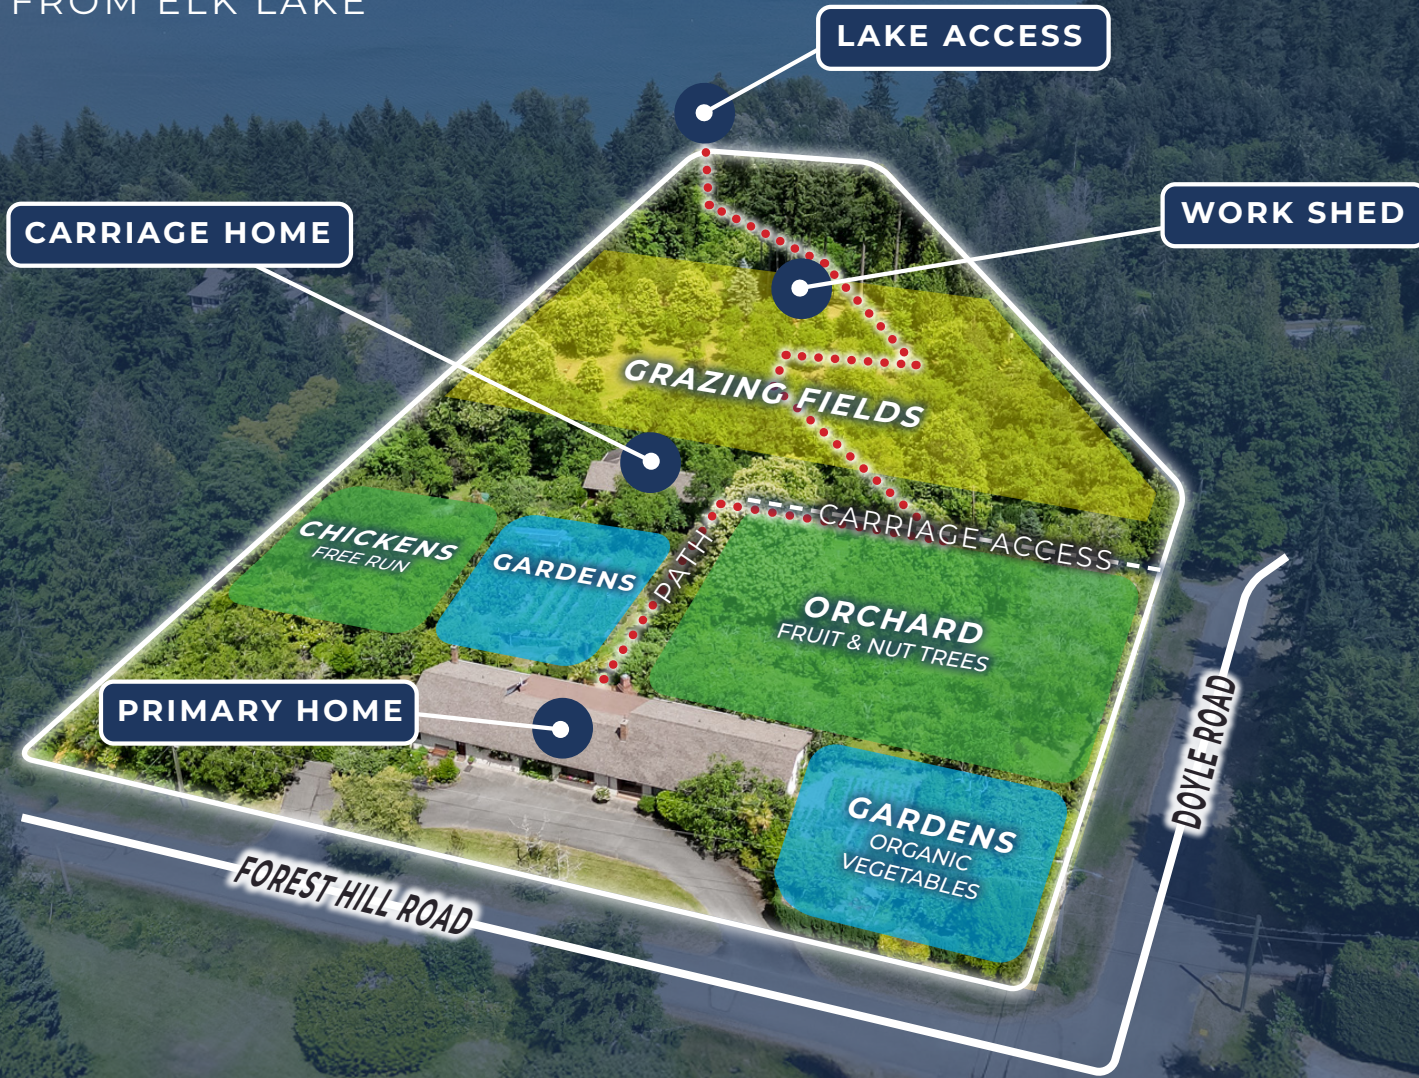 FROM ELK LAKE
LAKE ACCESS
WORK SHED
CARRIAGE HOME
GRAZING FIELDS
CHICKENS
FREE RUN
GARDENS
PATH
CARRIAGE ACCESS
ORCHARD
FRUIT & NUT TREES
PRIMARY HOME
GARDENS
ORGANIC
VEGETABLES
DOYLE ROAD
FOREST HILL ROAD